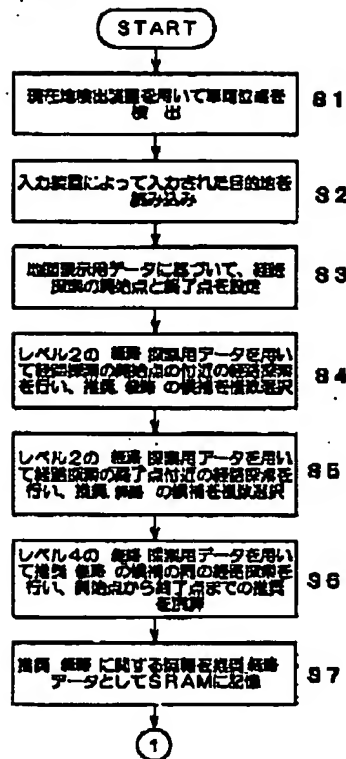 START
現在地検出装置を用いて車両位置を
検 出
S1
入力装置によって入力された目的地を
読み込み
S2
地図表示用データに基づいて、経路
探索の開始点と終了点を設定
S3
レベル2の 経路 探索用データを用い
て経路探索の開始点の付近の経路探索
を行い、推奨 経路 の候補を複数選択
S4
レベル2の 経路 探索用データを用い
て経路探索の終了点付近の経路探索を
行い、推奨 経路 の候補を複数選択
S5
レベル4の 経路 探索用データを用い
て推奨 経路 の候補の間の経路探索を
行い、開始点から終了点までの推奨
を演算
S6
推奨 経路 に関する情報を 経路
データとしてSRAMに記憶
S7
1